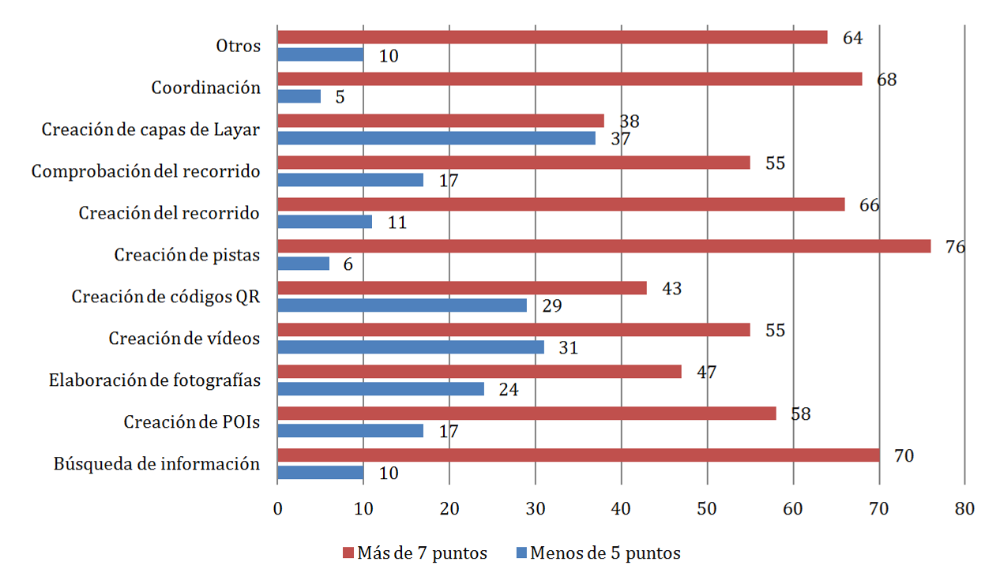 Otros
64
10
Coordinación
68
5
Creación de capas de Layar
38
37
Comprobación del recorrido
55
17
Creación del recorrido
66
11
Creación de pistas
76
6
Creación de códigos QR
43
29
Creación de vídeos
55
31
Elaboración de fotografías
47
24
Creación de POIs
58
17
Búsqueda de información
70
10
0 10 20 30 40 50 60 70 80
Más de 7 puntos Menos de 5 puntos